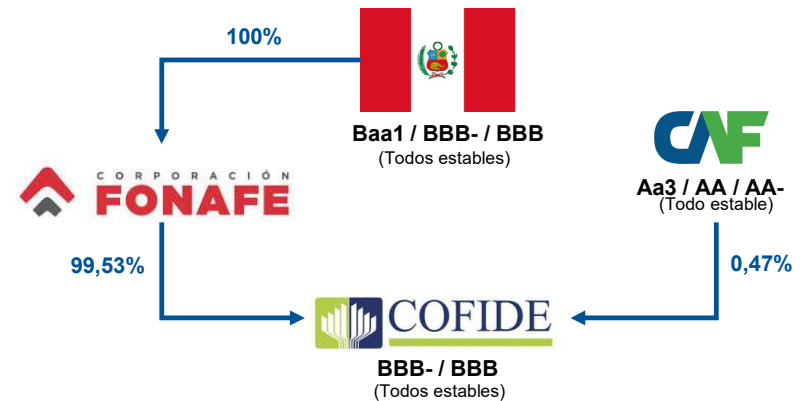 100%
Baa1 / BBB- / BBB
(Todos estables)
CAF
Aa3 / AA / AA-
(Todo estable)
CORPORACIÓN
FONAFE
99,53%
0,47%
COFIDE
BBB- / BBB
(Todos estables)